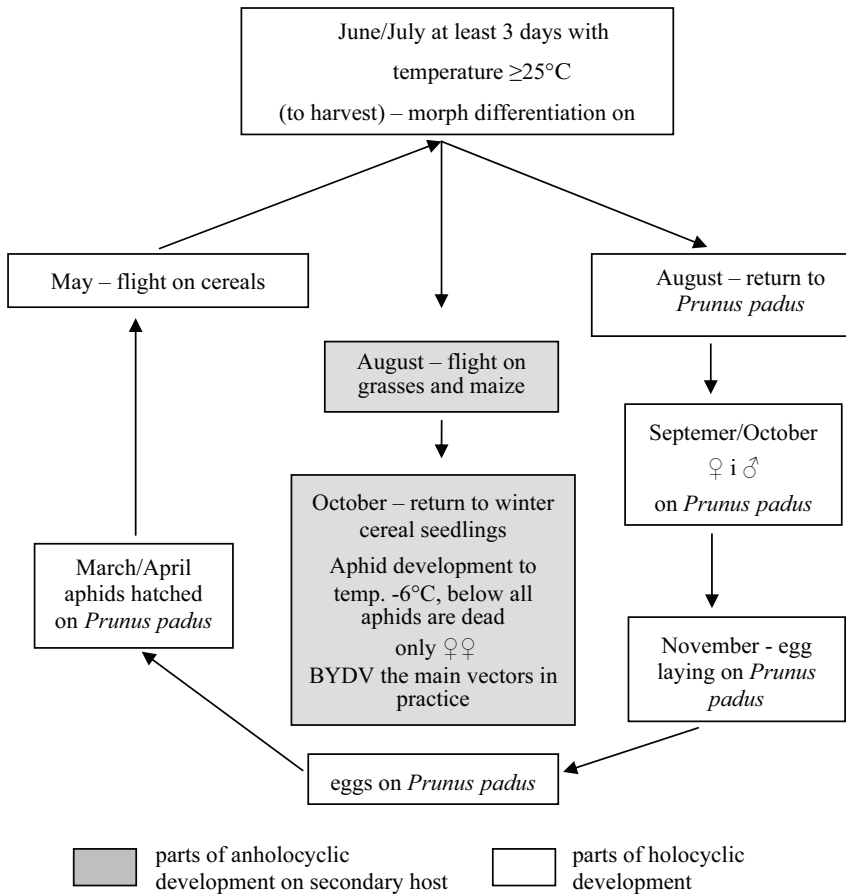 June/July at least 3 days with
temperature ≥25°C
(to harvest) – morph differentiation on
May – flight on cereals
August – return to
Prunus padus
August – flight on
grasses and maize
Septemer/October
♀ i ♂
on Prunus padus
October – return to winter
cereal seedlings
Aphid development to
temp. -6°C, below all
aphids are dead
only ♀♀
BYDV the main vectors in
practice
March/April
aphids hatched
on Prunus padus
November - egg
laying on Prunus
padus
eggs on Prunus padus
parts of anholocyclic
development on secondary host
parts of holocyclic
development